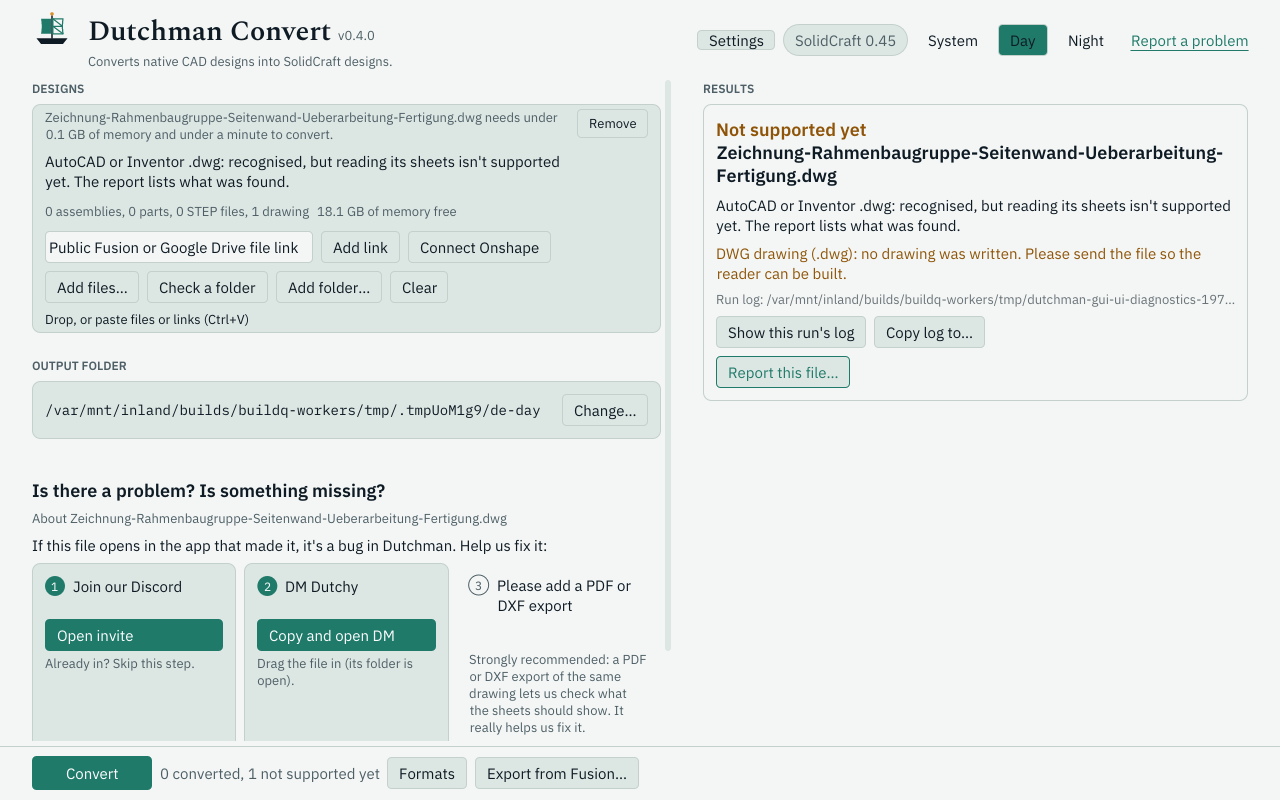 Dutchman Convert v0.4.0
Converts native CAD designs into SolidCraft designs.
Settings
SolidCraft 0.45
System
Day
Night
Report a problem
DESIGNS
Zeichnung-Rahmenbaugruppe-Seitenwand-Ueberarbeitung-Fertigung.dwg needs under
0.1 GB of memory and under a minute to convert.
Remove
AutoCAD or Inventor .dwg: recognised, but reading its sheets isn't supported
yet. The report lists what was found.
0 assemblies, 0 parts, 0 STEP files, 1 drawing 18.1 GB of memory free
Public Fusion or Google Drive file link
Add link
Connect Onshape
Add files...
Check a folder
Add folder...
Clear
Drop, or paste files or links (Ctrl+V)
OUTPUT FOLDER
/var/mnt/inland/builds/buildq-workers/tmp/.tmpUoM1g9/de-day
Change...
Is there a problem? Is something missing?
About Zeichnung-Rahmenbaugruppe-Seitenwand-Ueberarbeitung-Fertigung.dwg
If this file opens in the app that made it, it's a bug in Dutchman. Help us fix it:
1 Join our Discord
Open invite
Already in? Skip this step.
2 DM Dutchy
Copy and open DM
Drag the file in (its folder is
open).
3 Please add a PDF or
DXF export
Strongly recommended: a PDF
or DXF export of the same
drawing lets us check what
the sheets should show. It
really helps us fix it.
RESULTS
Not supported yet
Zeichnung-Rahmenbaugruppe-Seitenwand-Ueberarbeitung-
Fertigung.dwg
AutoCAD or Inventor .dwg: recognised, but reading its sheets isn't supported
yet. The report lists what was found.
DWG drawing (.dwg): no drawing was written. Please send the file so the
reader can be built.
Run log: /var/mnt/inland/builds/buildq-workers/tmp/dutchman-gui-ui-diagnostics-197...
Show this run's log
Copy log to...
Report this file...
Convert
0 converted, 1 not supported yet
Formats
Export from Fusion...